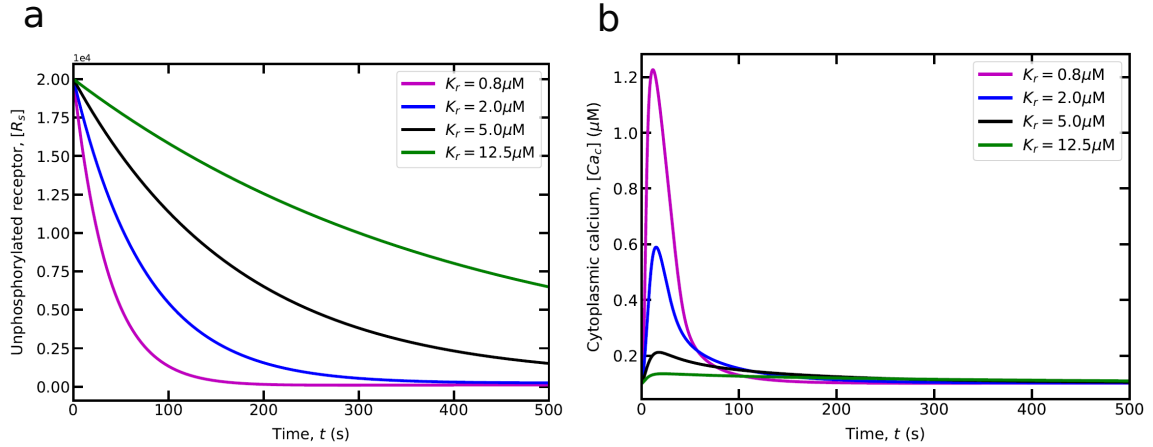 a
1e4
Unphosphorylated receptor, [R_s]
2.00
1.75
1.50
1.25
1.00
0.75
0.50
0.25
0.00
K_r = 0.8μM
K_r = 2.0μM
K_r = 5.0μM
K_r = 12.5μM
0 100 200 300 400 500
Time, t (s)
b
Cytoplasmic calcium, [Ca_c] (μM)
1.2
1.0
0.8
0.6
0.4
0.2
K_r = 0.8μM
K_r = 2.0μM
K_r = 5.0μM
K_r = 12.5μM
0 100 200 300 400 500
Time, t (s)